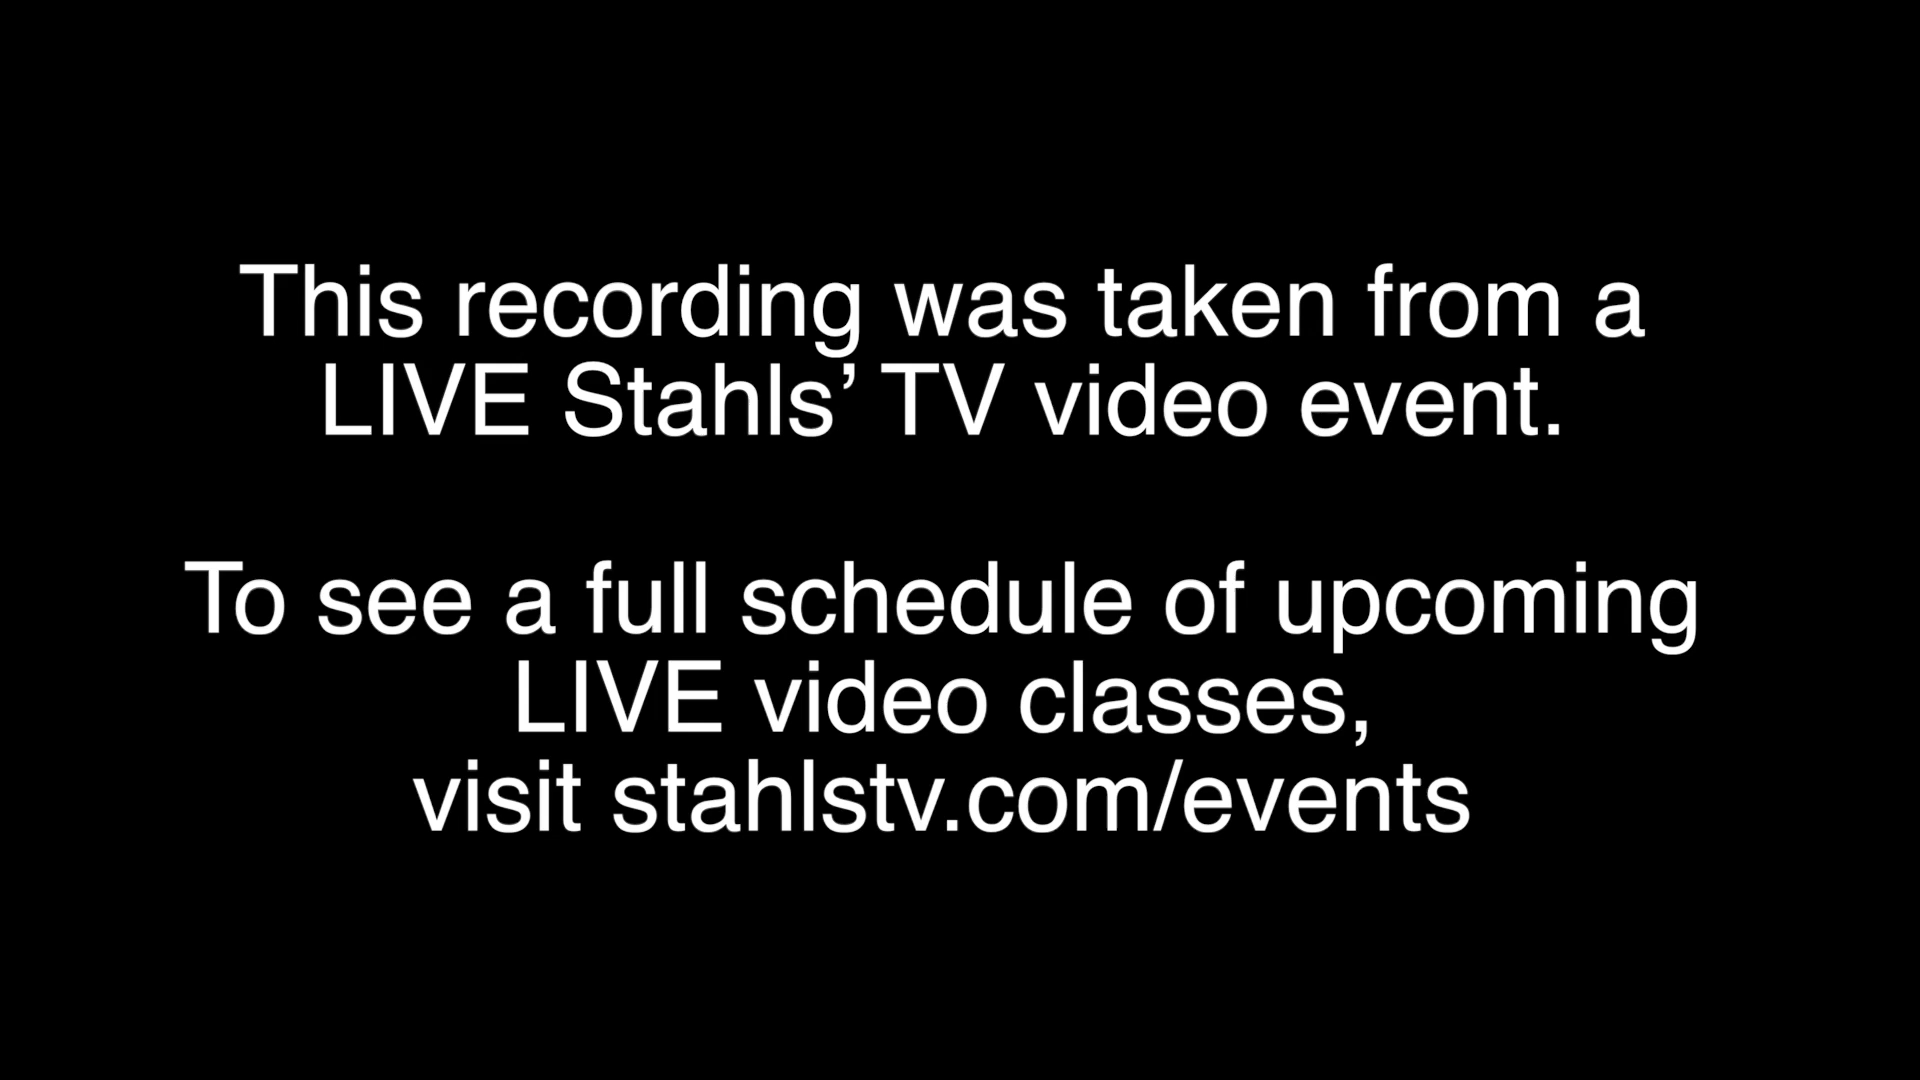 This recording was taken from a
LIVE Stahls’ TV video event.
To see a full schedule of upcoming
LIVE video classes,
visit stahlstv.com/events